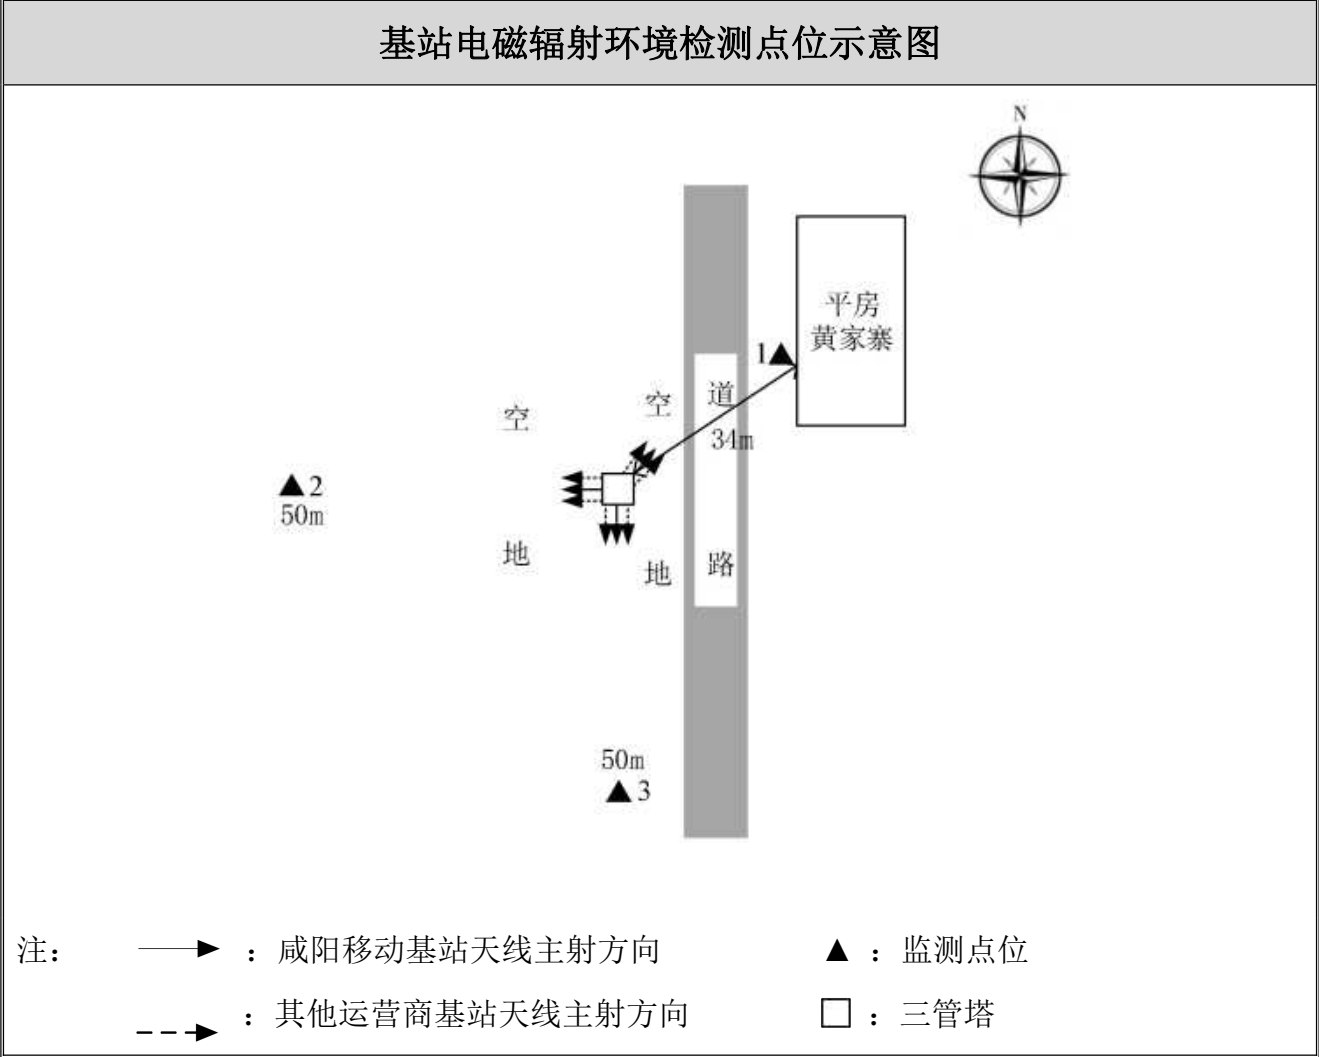 基站电磁辐射环境检测点位示意图
N
平房
黄家寨
1
道
空
空
34m
2
50m
地
路
地
50m
3
注：
：咸阳移动基站天线主射方向
：监测点位
：其他运营商基站天线主射方向
：三管塔